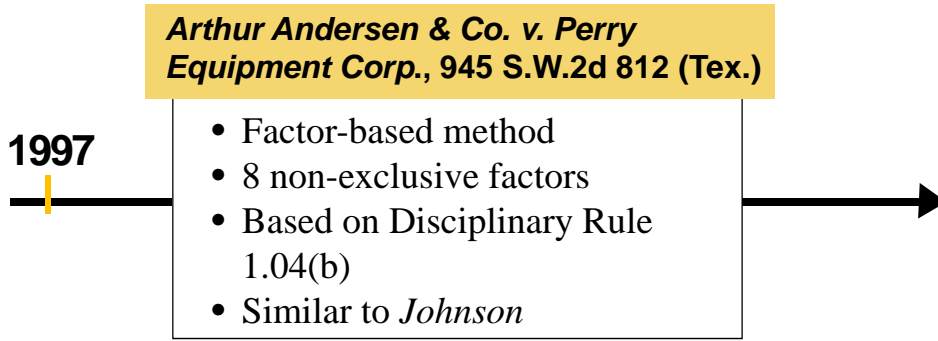 Arthur Andersen & Co. v. Perry
Equipment Corp., 945 S.W.2d 812 (Tex.)
1997
• Factor-based method
• 8 non-exclusive factors
• Based on Disciplinary Rule
1.04(b)
• Similar to Johnson